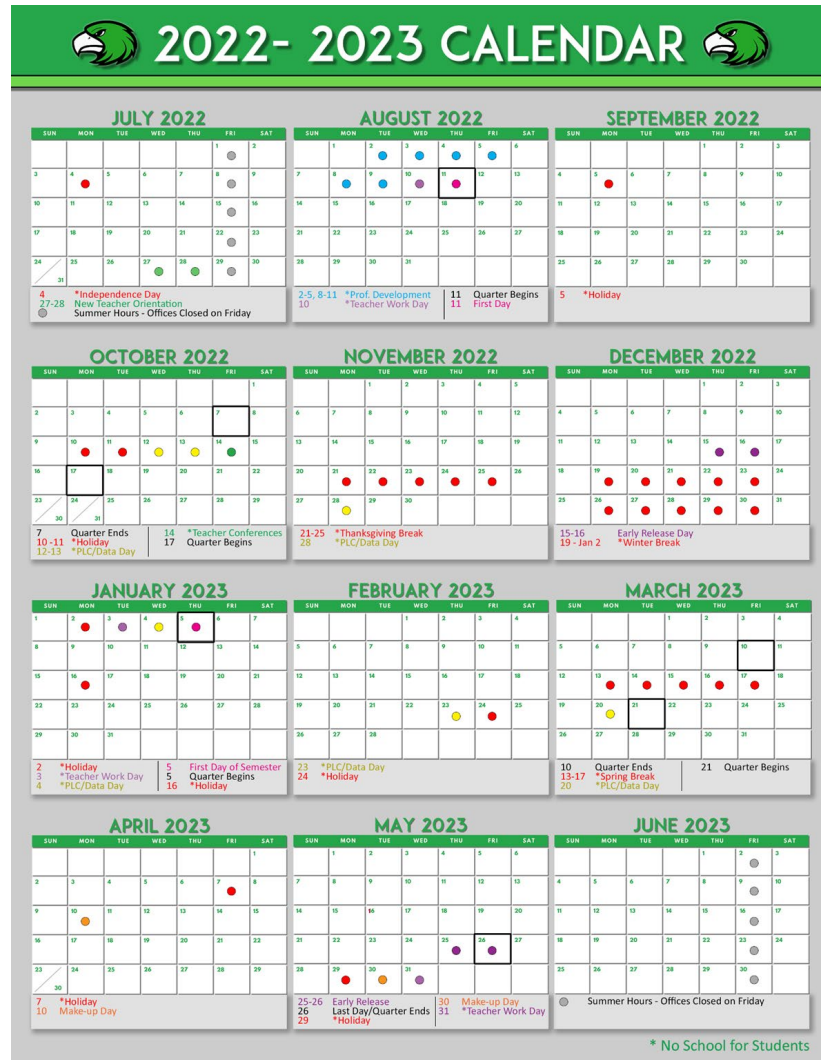 2022- 2023 CALENDAR
JULY 2022
SUN MON TUE WED THU FRI SAT
1 2
3 4 5 6 7 8 9
10 11 12 13 14 15 16
17 18 19 20 21 22 23
24 31 25 26 27 28 29 30
4 *Independence Day
27-28 New Teacher Orientation
Summer Hours - Offices Closed on Friday
AUGUST 2022
SUN MON TUE WED THU FRI SAT
1 2 3 4 5 6
7 8 9 10 11 12 13
14 15 16 17 18 19 20
21 22 23 24 25 26 27
28 29 30 31
2-5, 8-11 *Prof. Development
10 *Teacher Work Day
11 Quarter Begins
11 First Day
SEPTEMBER 2022
SUN MON TUE WED THU FRI SAT
1 2 3
4 5 6 7 8 9 10
11 12 13 14 15 16 17
18 19 20 21 22 23 24
25 26 27 28 29 30
5 *Holiday
OCTOBER 2022
SUN MON TUE WED THU FRI SAT
1
2 3 4 5 6 7 8
9 10 11 12 13 14 15
16 17 18 19 20 21 22
23 30 24 31 25 26 27 28 29
7 Quarter Ends
10 -11 *Holiday
12-13 *PLC/Data Day
14 *Teacher Conferences
17 Quarter Begins
NOVEMBER 2022
SUN MON TUE WED THU FRI SAT
1 2 3 4 5
6 7 8 9 10 11 12
13 14 15 16 17 18 19
20 21 22 23 24 25 26
27 28 29 30
21-25 *Thanksgiving Break
28 *PLC/Data Day
DECEMBER 2022
SUN MON TUE WED THU FRI SAT
1 2 3
4 5 6 7 8 9 10
11 12 13 14 15 16 17
18 19 20 21 22 23 24
25 26 27 28 29 30 31
15-16 Early Release Day
19 - Jan 2 *Winter Break
JANUARY 2023
SUN MON TUE WED THU FRI SAT
1 2 3 4 5 6 7
8 9 10 11 12 13 14
15 16 17 18 19 20 21
22 23 24 25 26 27 28
29 30 31
2 *Holiday
3 *Teacher Work Day
4 *PLC/Data Day
5 First Day of Semester
5 Quarter Begins
16 *Holiday
FEBRUARY 2023
SUN MON TUE WED THU FRI SAT
1 2 3 4
5 6 7 8 9 10 11
12 13 14 15 16 17 18
19 20 21 22 23 24 25
26 27 28
23 *PLC/Data Day
24 *Holiday
MARCH 2023
SUN MON TUE WED THU FRI SAT
1 2 3 4
5 6 7 8 9 10 11
12 13 14 15 16 17 18
19 20 21 22 23 24 25
26 27 28 29 30 31
10 Quarter Ends
13-17 *Spring Break
20 *PLC/Data Day
21 Quarter Begins
APRIL 2023
SUN MON TUE WED THU FRI SAT
1
2 3 4 5 6 7 8
9 10 11 12 13 14 15
16 17 18 19 20 21 22
23 30 24 25 26 27 28 29
7 *Holiday
10 Make-up Day
MAY 2023
SUN MON TUE WED THU FRI SAT
1 2 3 4 5 6
7 8 9 10 11 12 13
14 15 16 17 18 19 20
21 22 23 24 25 26 27
28 29 30 31
25-26 Early Release
26 Last Day/Quarter Ends
29 *Holiday
30 Make-up Day
31 *Teacher Work Day
JUNE 2023
SUN MON TUE WED THU FRI SAT
1 2 3
4 5 6 7 8 9 10
11 12 13 14 15 16 17
18 19 20 21 22 23 24
25 26 27 28 29 30
Summer Hours - Offices Closed on Friday
* No School for Students